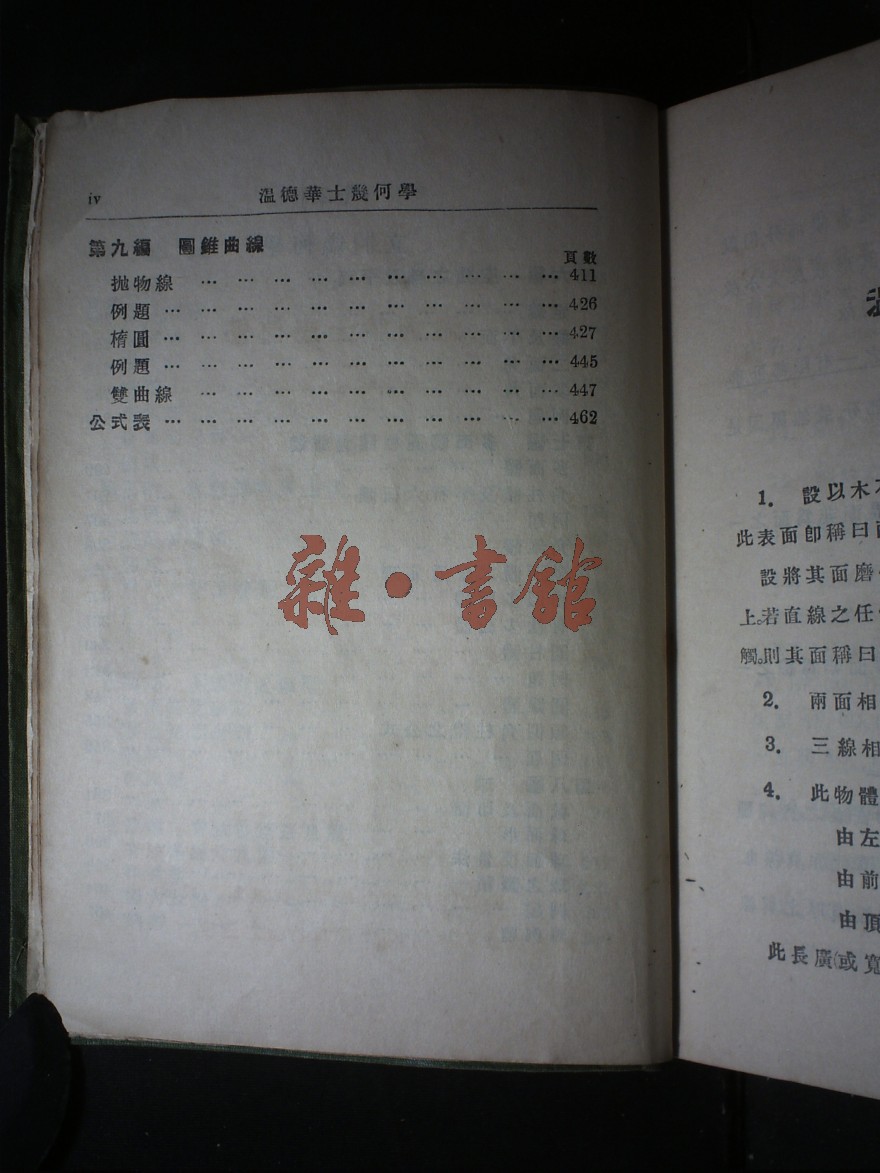 iv 溫德華士幾何學
第九編 圓錐曲線
頁數
拋物線 … … … … … … … … … … 411
例題 … … … … … … … … … … … 426
楕圓 … … … … … … … … … … … 427
例題 … … … … … … … … … … … 445
雙曲線 … … … … … … … … … … 447
公式表 … … … … … … … … … … … 462
雜·書館
1. 設以木
此表面卽稱曰
設將其面磨
上。若直線之任
觸。則其面稱曰
2. 兩面相
3. 三線相
4. 此物體
由左
由前
由頂
此長廣(或寬